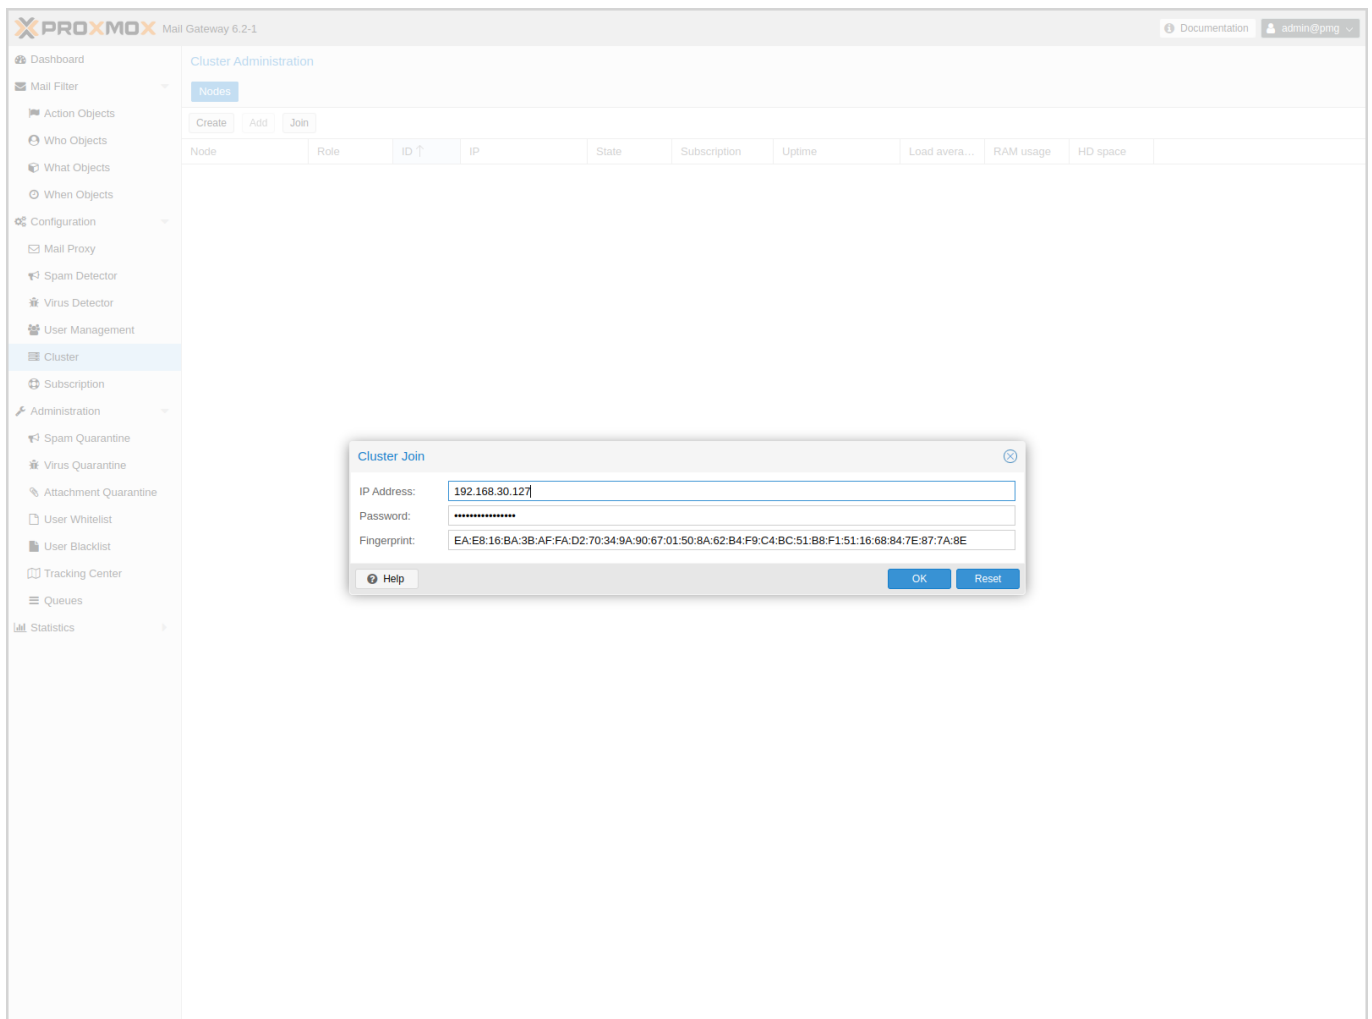 PROXMOX Mail Gateway 6.2-1 Documentation admin@pmg
Dashboard
Mail Filter
Action Objects
Who Objects
What Objects
When Objects
Configuration
Mail Proxy
Spam Detector
Virus Detector
User Management
Cluster
Subscription
Administration
Spam Quarantine
Virus Quarantine
Attachment Quarantine
User Whitelist
User Blacklist
Tracking Center
Queues
Statistics
Cluster Administration
Nodes
Create Add Join
Node Role ID IP State Subscription Uptime Load avera... RAM usage HD space
Cluster Join
IP Address: 192.168.30.127
Password: ••••••••••••••••
Fingerprint: EA:E8:16:BA:3B:AF:FA:D2:70:34:9A:90:67:01:50:8A:62:B4:F9:C4:BC:51:B8:F1:51:16:68:84:7E:87:7A:8E
Help OK Reset